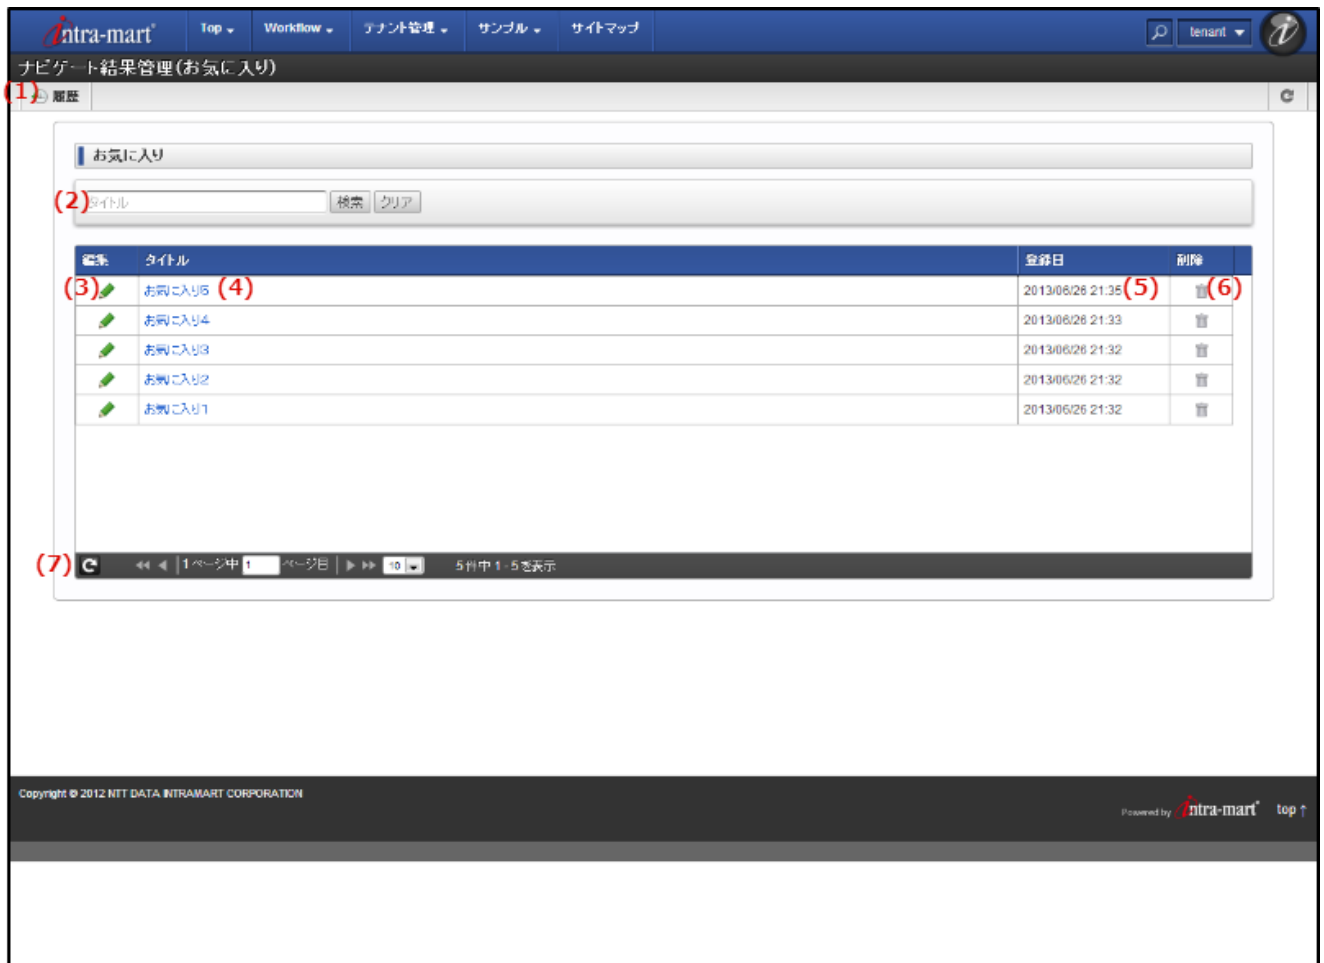 intra-mart Top Workflow テナント管理 サンプル サイトマップ tenant
ナビゲート結果管理(お気に入り)
(1) 履歴
お気に入り
(2) タイトル 検索 クリア
編集 タイトル 登録日 削除
(3) お気に入り5 (4) 2013/06/26 21:35 (5) (6)
お気に入り4 2013/06/26 21:33
お気に入り3 2013/06/26 21:32
お気に入り2 2013/06/26 21:32
お気に入り1 2013/06/26 21:32
(7) 1 ページ中 1 ページ目 10 5 件中 1 - 5 を表示
Copyright © 2012 NTT DATA INTRAMART CORPORATION
Powered by intra-mart top ↑